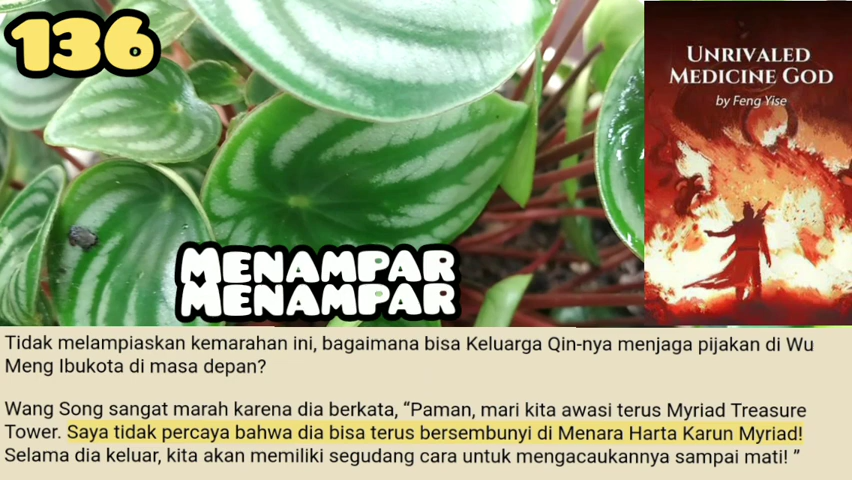 136
UNRIVALED
MEDICINE GOD
by Feng Yise
MENAMPAR
MENAMPAR
Tidak melampiaskan kemarahan ini, bagaimana bisa Keluarga Qin-nya menjaga pijakan di Wu
Meng Ibukota di masa depan?
Wang Song sangat marah karena dia berkata, “Paman, mari kita awasi terus Myriad Treasure
Tower. Saya tidak percaya bahwa dia bisa terus bersembunyi di Menara Harta Karun Myriad!
Selama dia keluar, kita akan memiliki segudang cara untuk mengacaukannya sampai mati! ”